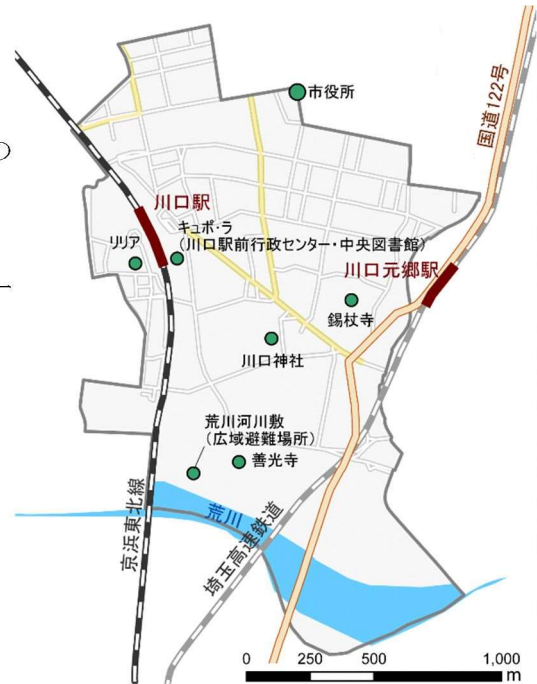 市役所
国道122号
の
川口駅
キュポ・ラ
(川口駅前行政センター・中央図書館)
リリア
川口元郷駅
錫杖寺
川口神社
荒川河川敷
(広域避難場所)
善光寺
荒川
京浜東北線
埼玉高速鉄道
0 250 500 1,000
m